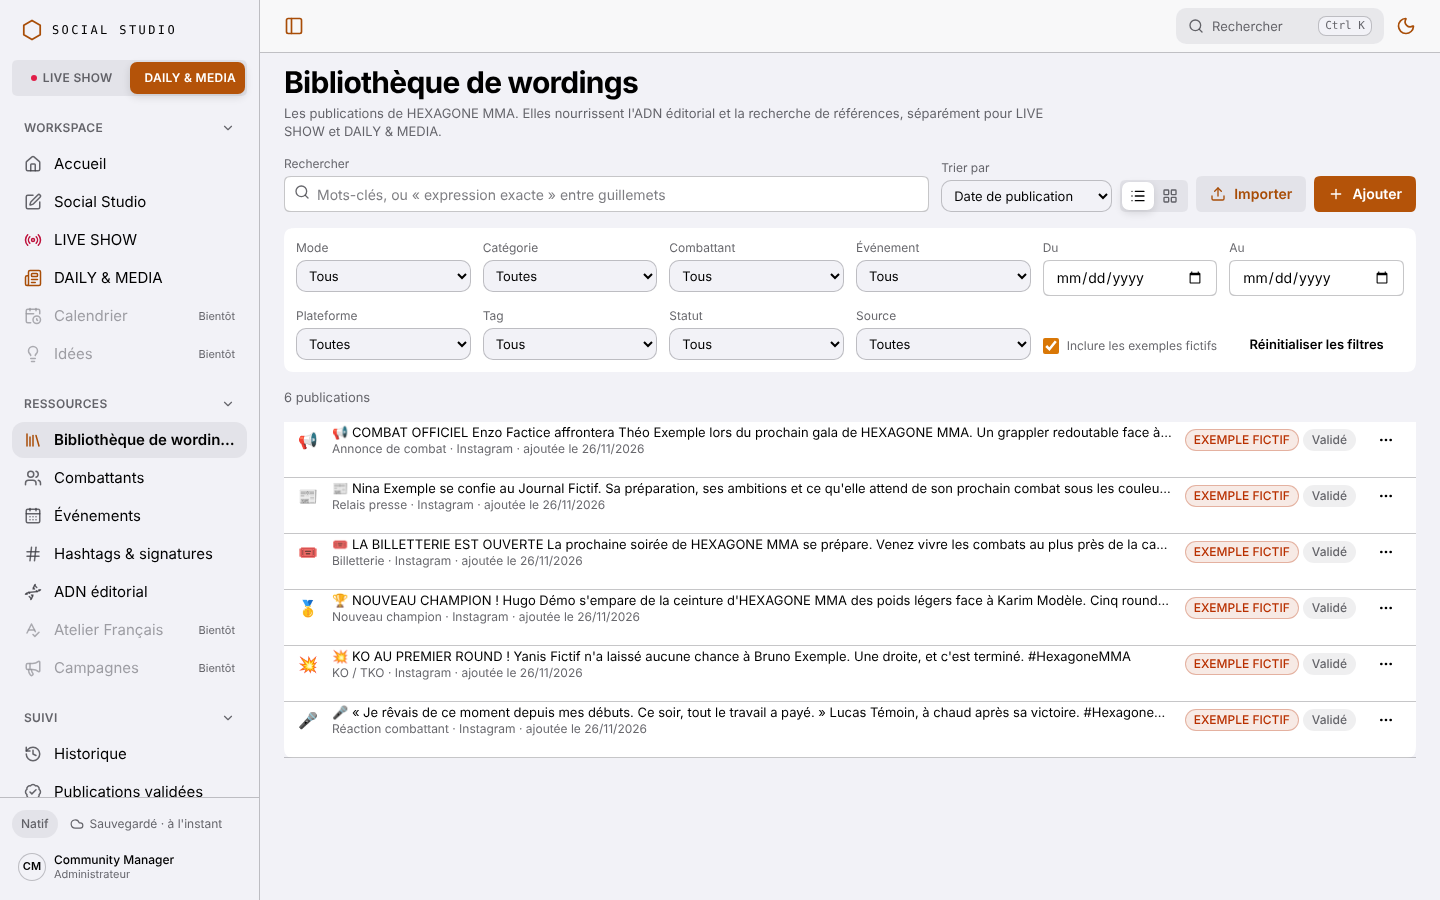 SOCIAL STUDIO
LIVE SHOW
DAILY & MEDIA
WORKSPACE
Accueil
Social Studio
LIVE SHOW
DAILY & MEDIA
Calendrier
Bientôt
Idées
Bientôt
RESSOURCES
Bibliothèque de wordin...
Combattants
Événements
Hashtags & signatures
ADN éditorial
Atelier Français
Bientôt
Campagnes
Bientôt
SUIVI
Historique
Publications validées
Natif
Sauvegardé · à l'instant
CM
Community Manager
Administrateur
Rechercher
Ctrl K
Bibliothèque de wordings
Les publications de HEXAGONE MMA. Elles nourrissent l'ADN éditorial et la recherche de références, séparément pour LIVE
SHOW et DAILY & MEDIA.
Rechercher
Mots-clés, ou « expression exacte » entre guillemets
Trier par
Date de publication
Importer
Ajouter
Mode
Tous
Catégorie
Toutes
Combattant
Tous
Événement
Tous
Du
mm/dd/yyyy
Au
mm/dd/yyyy
Plateforme
Toutes
Tag
Tous
Statut
Tous
Source
Toutes
Inclure les exemples fictifs
Réinitialiser les filtres
6 publications
📢 COMBAT OFFICIEL Enzo Factice affrontera Théo Exemple lors du prochain gala de HEXAGONE MMA. Un grappler redoutable face à...
Annonce de combat · Instagram · ajoutée le 26/11/2026
EXEMPLE FICTIF
Validé
📰 Nina Exemple se confie au Journal Fictif. Sa préparation, ses ambitions et ce qu'elle attend de son prochain combat sous les couleu...
Relais presse · Instagram · ajoutée le 26/11/2026
EXEMPLE FICTIF
Validé
🎟️ LA BILLETTERIE EST OUVERTE La prochaine soirée de HEXAGONE MMA se prépare. Venez vivre les combats au plus près de la ca...
Billetterie · Instagram · ajoutée le 26/11/2026
EXEMPLE FICTIF
Validé
🏆 NOUVEAU CHAMPION ! Hugo Démo s'empare de la ceinture d'HEXAGONE MMA des poids légers face à Karim Modèle. Cinq round...
Nouveau champion · Instagram · ajoutée le 26/11/2026
EXEMPLE FICTIF
Validé
💥 KO AU PREMIER ROUND ! Yanis Fictif n'a laissé aucune chance à Bruno Exemple. Une droite, et c'est terminé. #HexagoneMMA
KO / TKO · Instagram · ajoutée le 26/11/2026
EXEMPLE FICTIF
Validé
🎤 « Je rêvais de ce moment depuis mes débuts. Ce soir, tout le travail a payé. » Lucas Témoin, à chaud après sa victoire. #Hexagone...
Réaction combattant · Instagram · ajoutée le 26/11/2026
EXEMPLE FICTIF
Validé